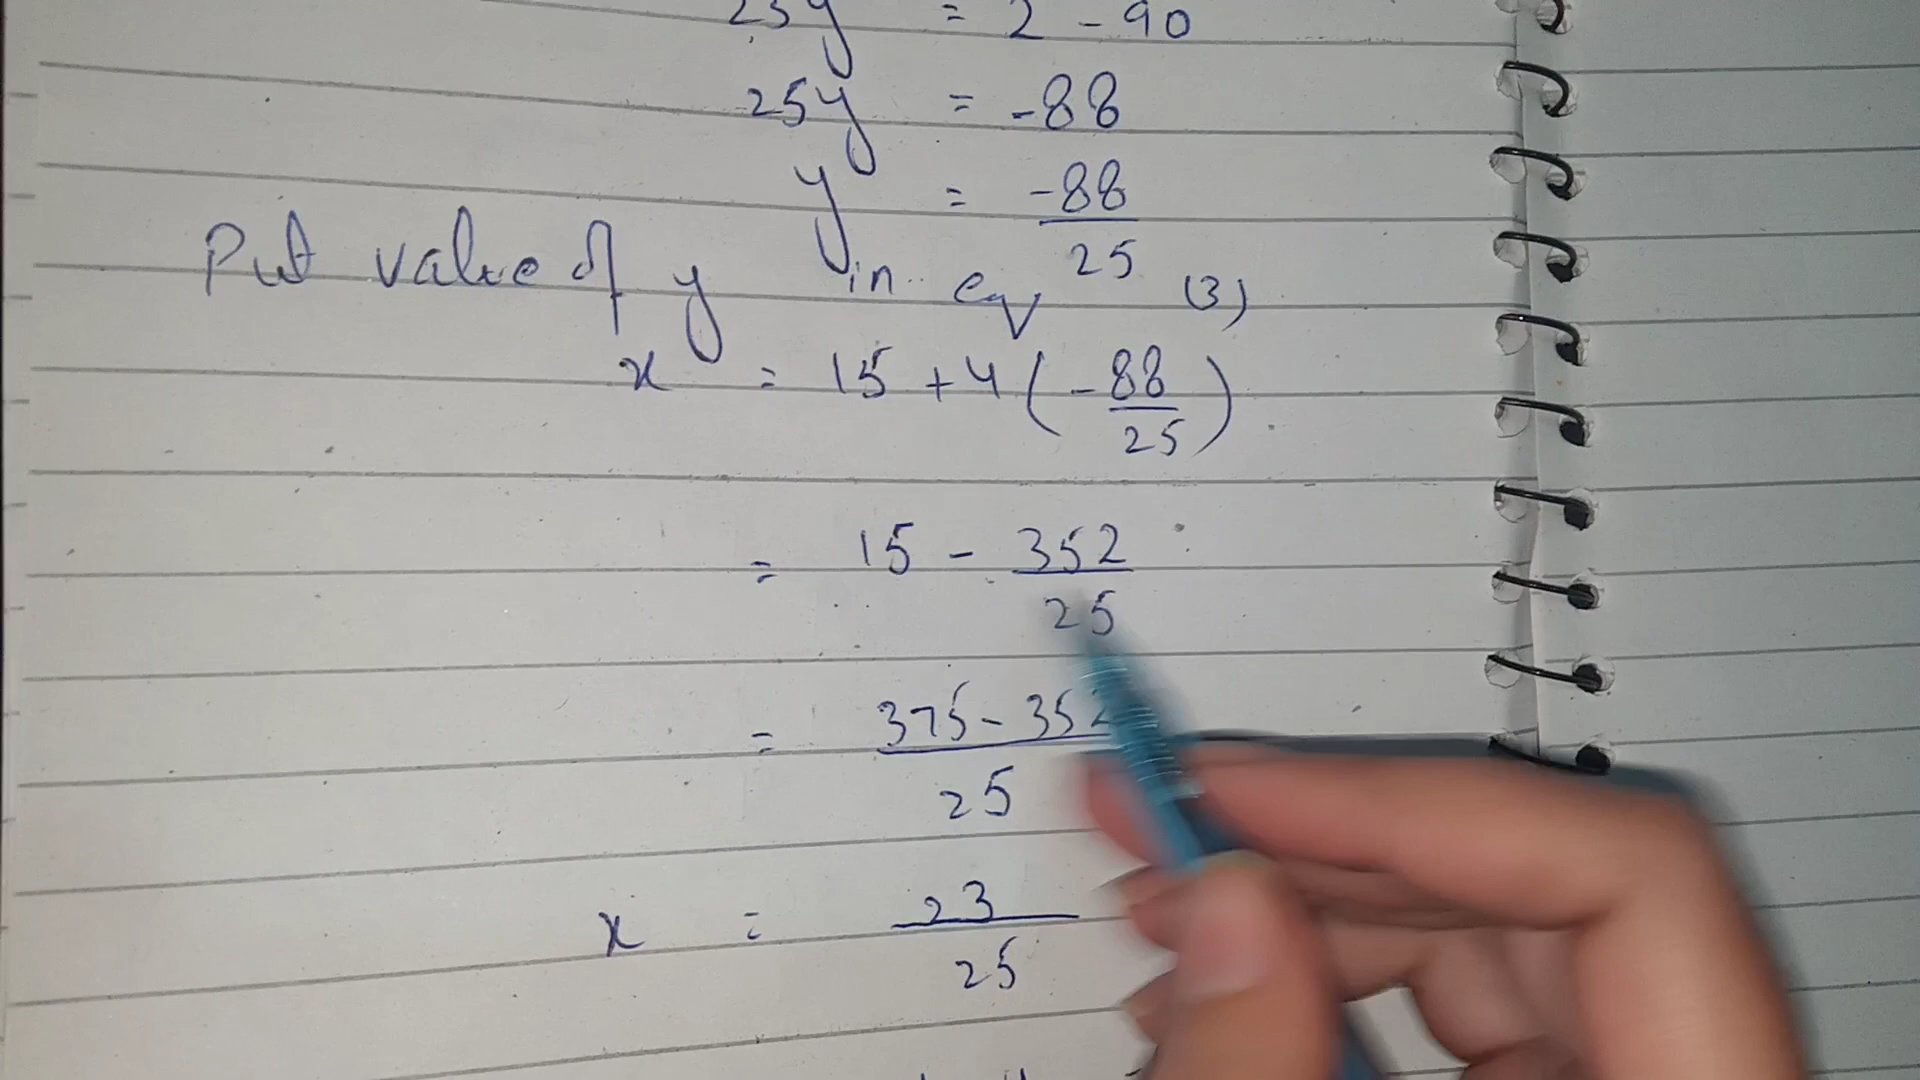 25y = 2 - 90
25y = -88
y = -88/25
Put value of y in eq (3)
x = 15 + 4(-88/25)
= 15 - 352/25
= 375 - 352/25
x = 23/25